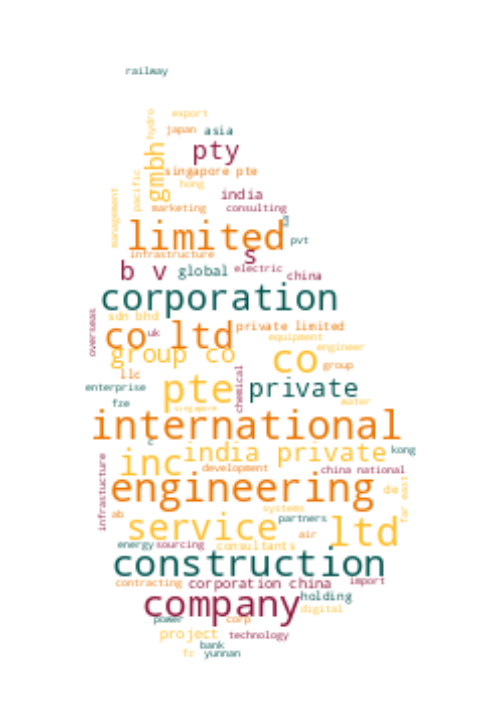 railway
hydro
export
japan asia
pty
gmbh
singapore pte
pacific
hong
india
management
marketing consulting
a
limited
pvt
infrastructure
s
b v global electric china
corporation
overseas
sdn bhd
co ltd
uk
private limited
equipment
group co
co
engineer
llc
group
chemical
enterprise
pte
private
fze
singapore
water
international
c
india private
kong
inc
development
china national
infrastucture
engineering
de
far east
ab
systems
service
partners
ltd
air
energy sourcing
consultants
construction
contracting corporation china import
company
holding
digital
power
corp
project technology
bank
fz yunnan